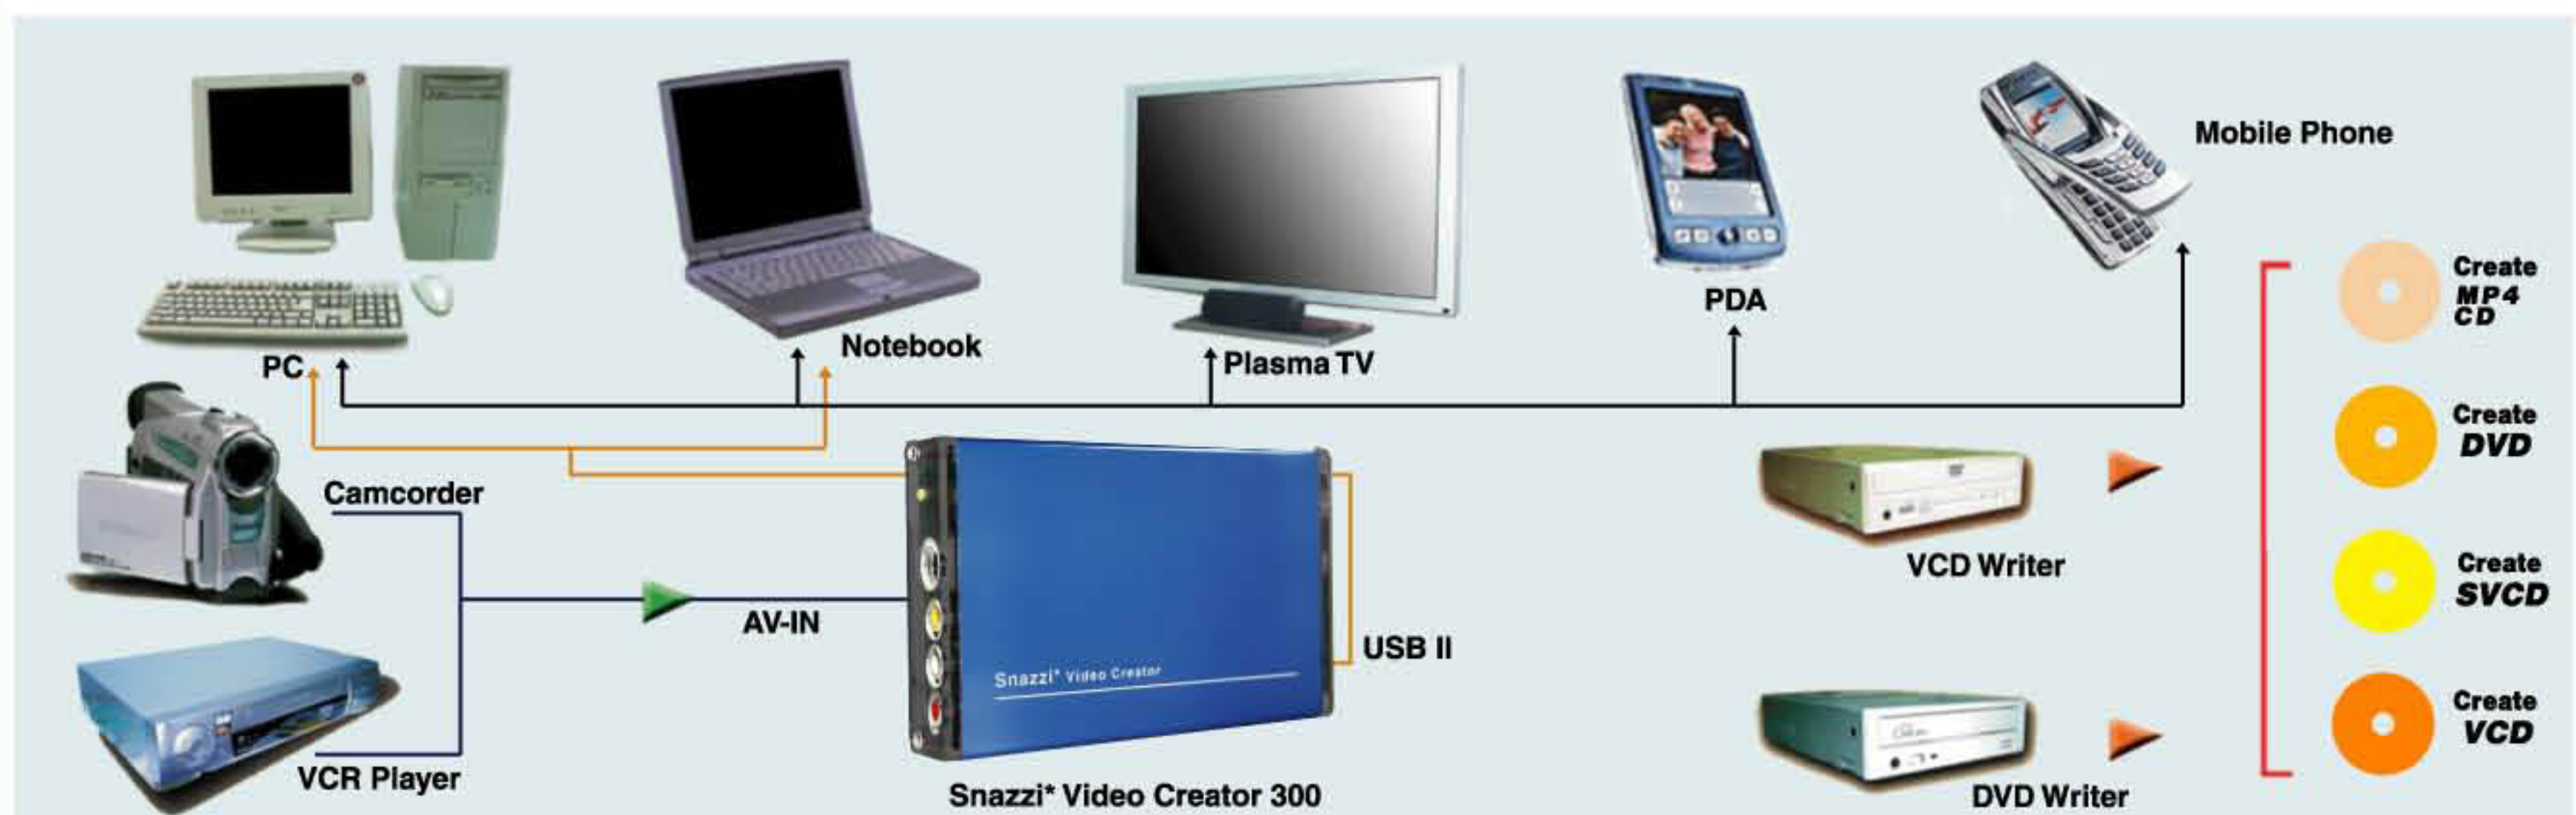 Mobile Phone
PDA
Notebook
PC
Plasma TV
Create
MP4
CD
Create
DVD
Camcorder
VCD Writer
Create
SVCD
AV-IN
USB II
Snazzi* Video Creator
VCR Player
Snazzi* Video Creator 300
DVD Writer
Create
VCD